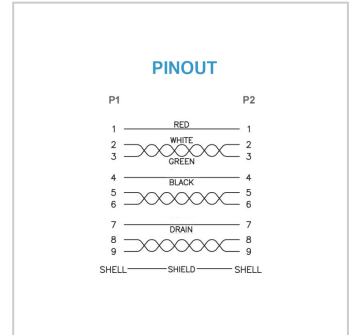 PINOUT
P1 P2
1 RED 1
WHITE
2 2
3 3
GREEN
4 4
BLACK
5 5
6 6
7 7
DRAIN
8 8
9 9
SHELL SHIELD SHELL